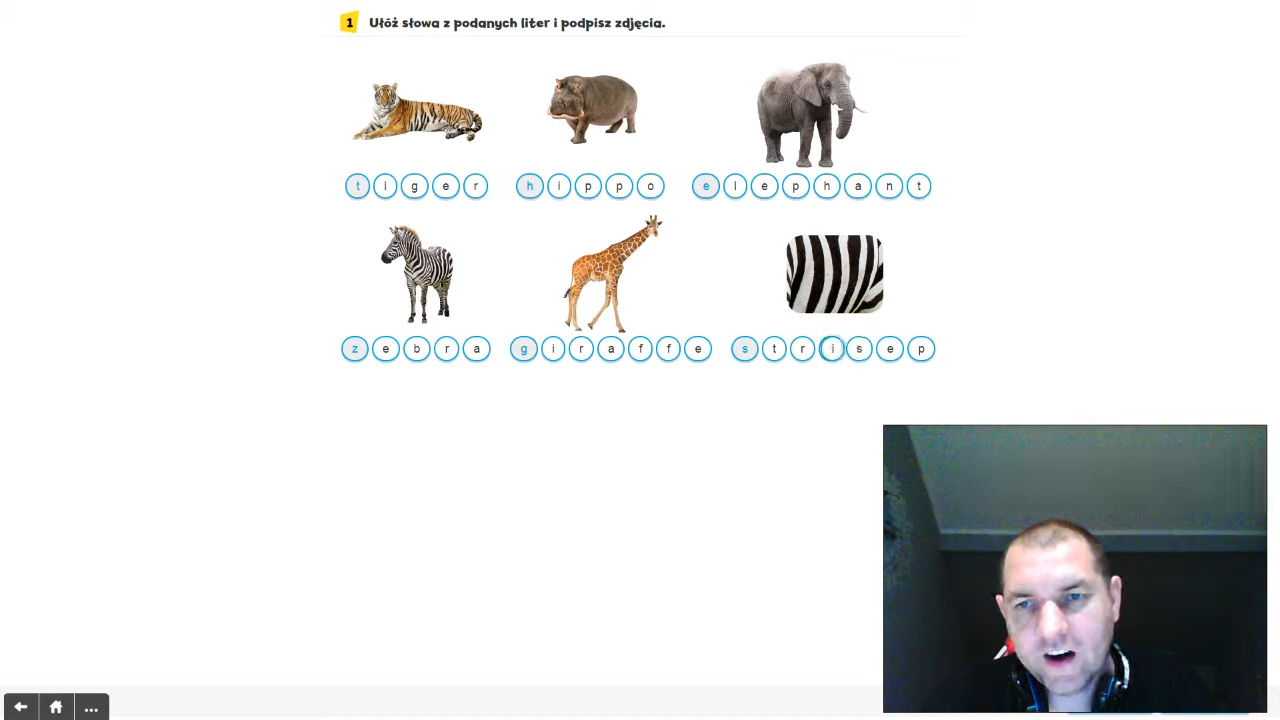 1 Ułóż słowa z podanych liter i podpisz zdjęcia.
t i g e r h i p p o e l e p h a n t
z e b r a g i r a f f e s t r i s e p
...